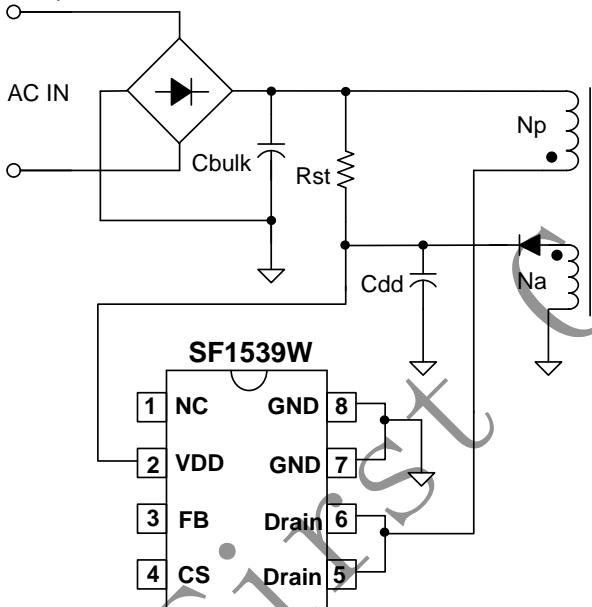 AC IN
Np
Cbulk
Rst
Cdd
Na
SF1539W
1 NC GND 8
2 VDD GND 7
3 FB Drain 6
4 CS Drain 5